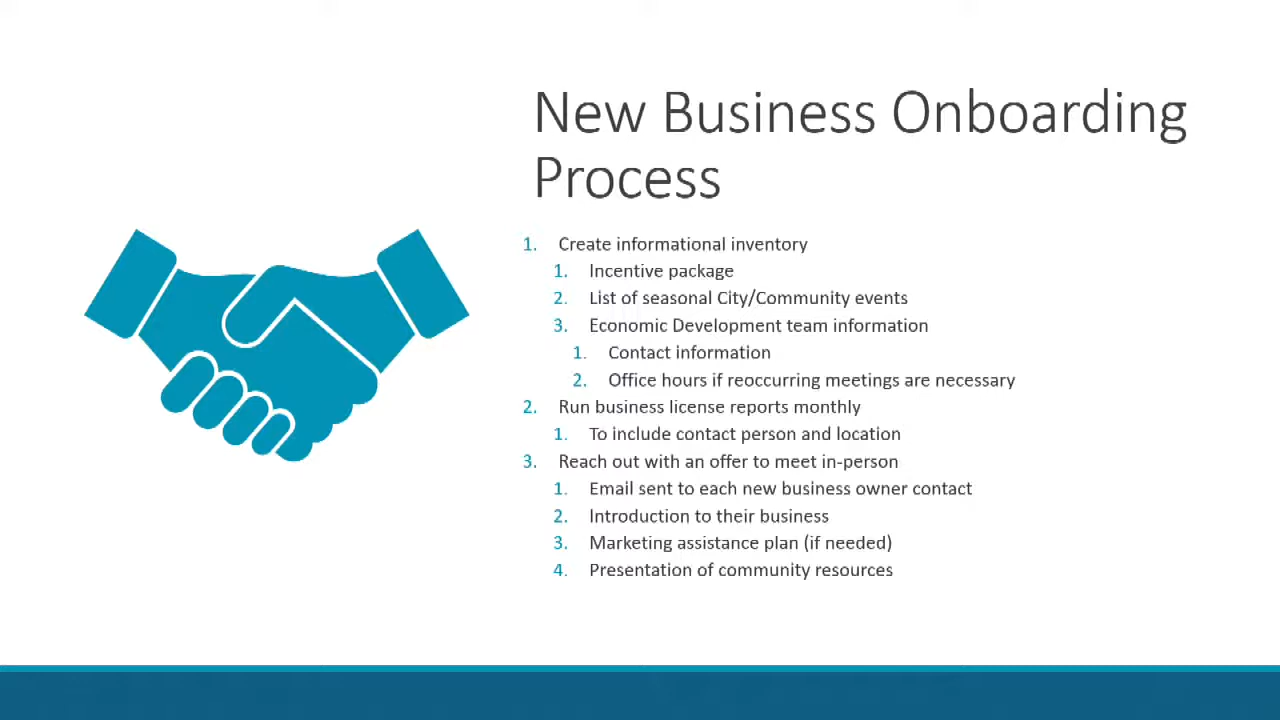 New Business Onboarding
Process
1. Create informational inventory
1. Incentive package
2. List of seasonal City/Community events
3. Economic Development team information
1. Contact information
2. Office hours if reoccurring meetings are necessary
2. Run business license reports monthly
1. To include contact person and location
3. Reach out with an offer to meet in-person
1. Email sent to each new business owner contact
2. Introduction to their business
3. Marketing assistance plan (if needed)
4. Presentation of community resources